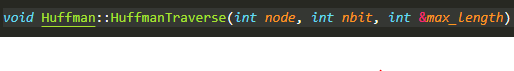 void Huffman::HuffmanTraverse(int node, int nbit, int &max_length)